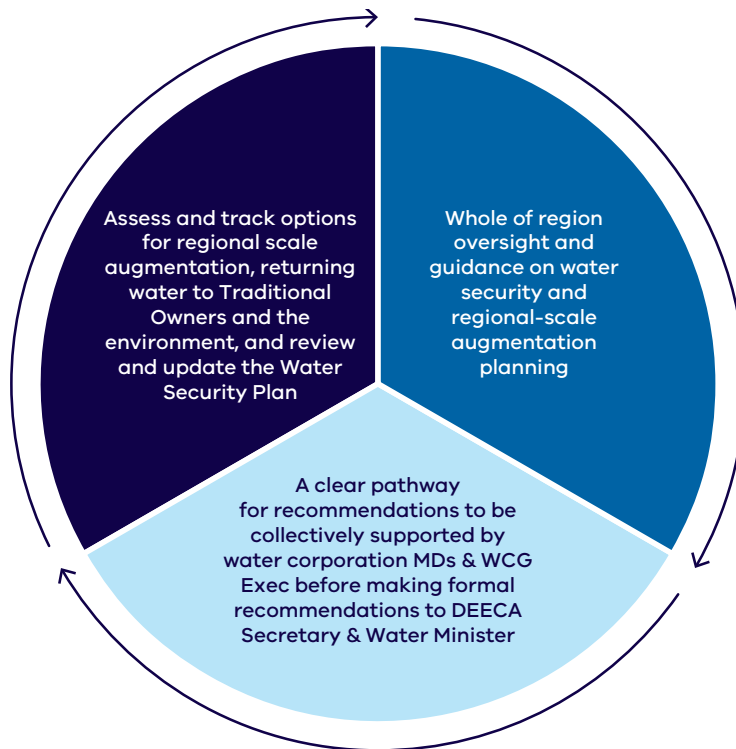 Assess and track options
for regional scale
augmentation, returning
water to Traditional
Owners and the
environment, and review
and update the Water
Security Plan
Whole of region
oversight and
guidance on water
security and
regional-scale
augmentation
planning
A clear pathway
for recommendations to be
collectively supported by
water corporation MDs & WCG
Exec before making formal
recommendations to DEECA
Secretary & Water Minister